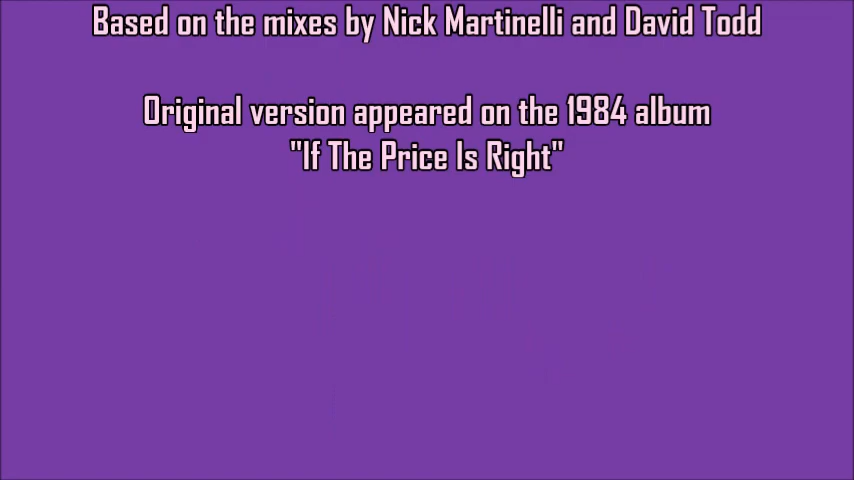 Based on the mixes by Nick Martinelli and David Todd
Original version appeared on the 1984 album
"If The Price Is Right"